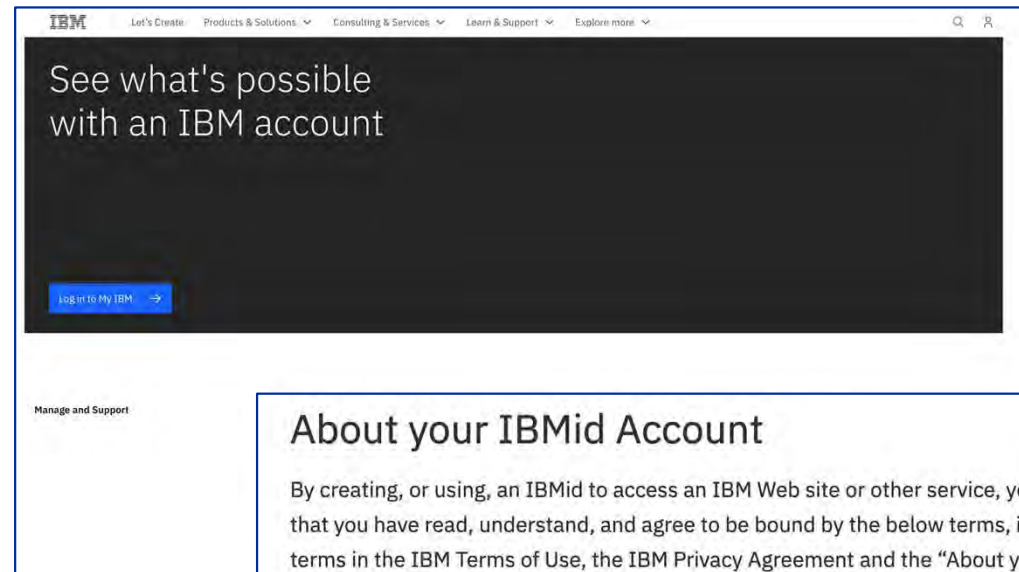 IBM Let's Create Products & Solutions Consulting & Services Learn & Support Explore more
See what's possible
with an IBM account
Log in to My IBM →
Manage and Support
About your IBMid Account
By creating, or using, an IBMid to access an IBM Web site or other service,
that you have read, understand, and agree to be bound by the below terms,
terms in the IBM Terms of Use, the IBM Privacy Agreement and the “About